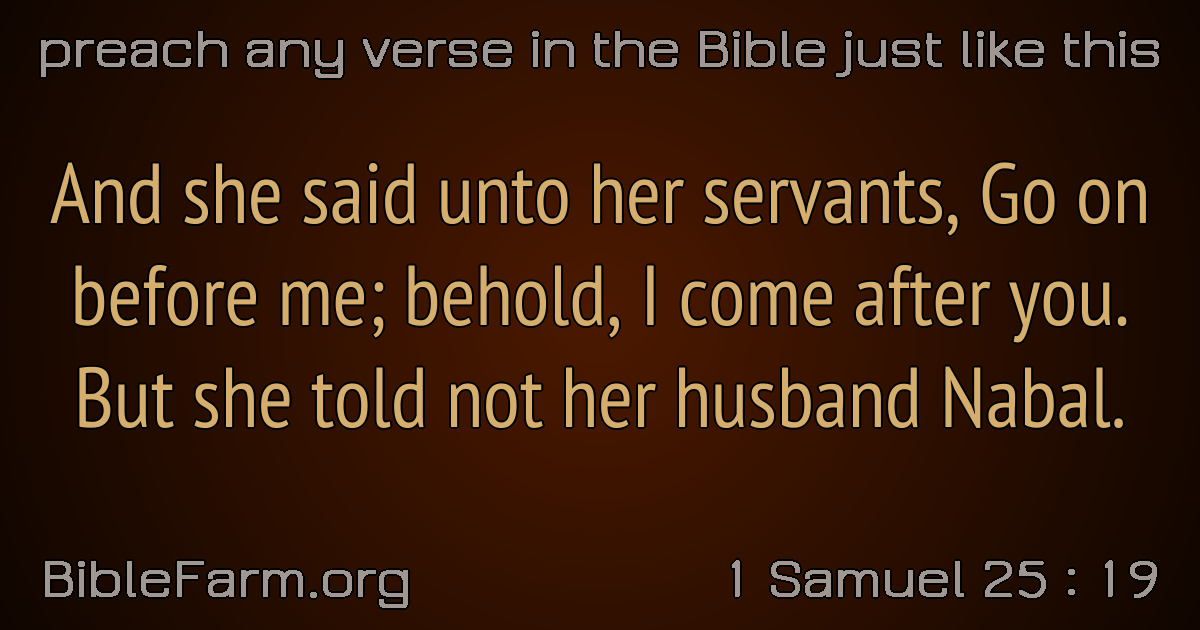 preach any verse in the Bible just like this
And she said unto her servants, Go on
before me; behold, I come after you.
But she told not her husband Nabal.
BibleFarm.org
1 Samuel 25 : 19